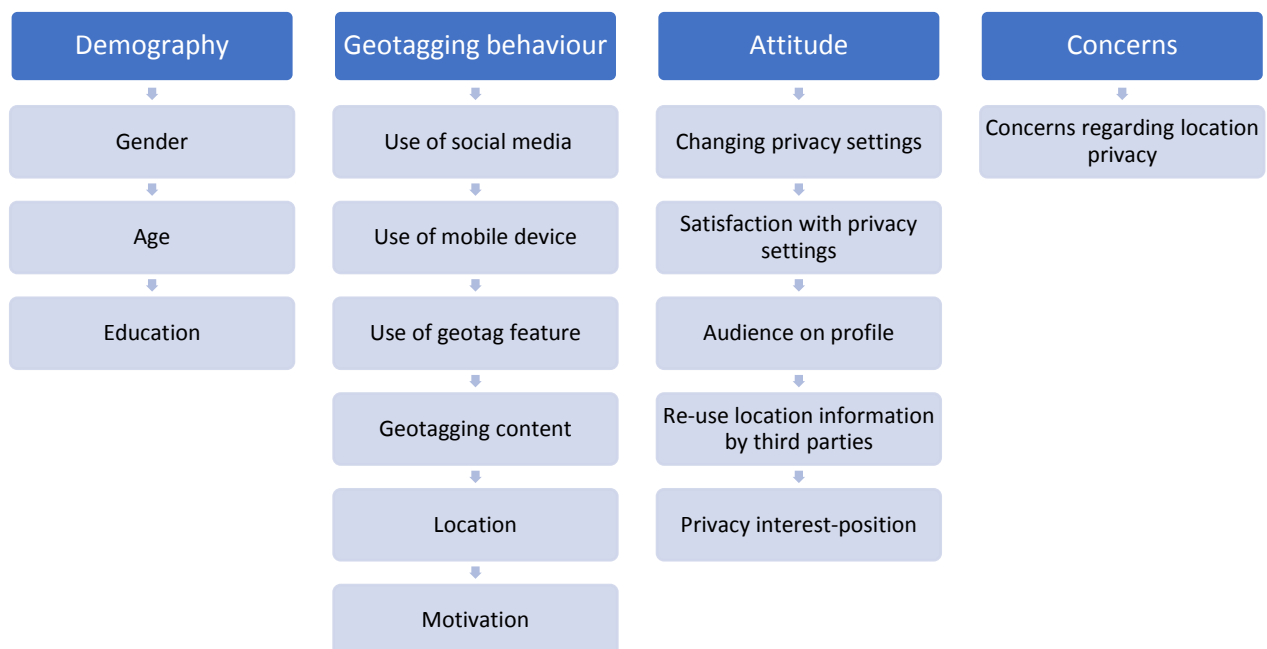 Demography
Gender
Age
Education
Geotagging behaviour
Use of social media
Use of mobile device
Use of geotag feature
Geotagging content
Location
Motivation
Attitude
Changing privacy settings
Satisfaction with privacy
settings
Audience on profile
Re-use location information
by third parties
Privacy interest-position
Concerns
Concerns regarding location
privacy